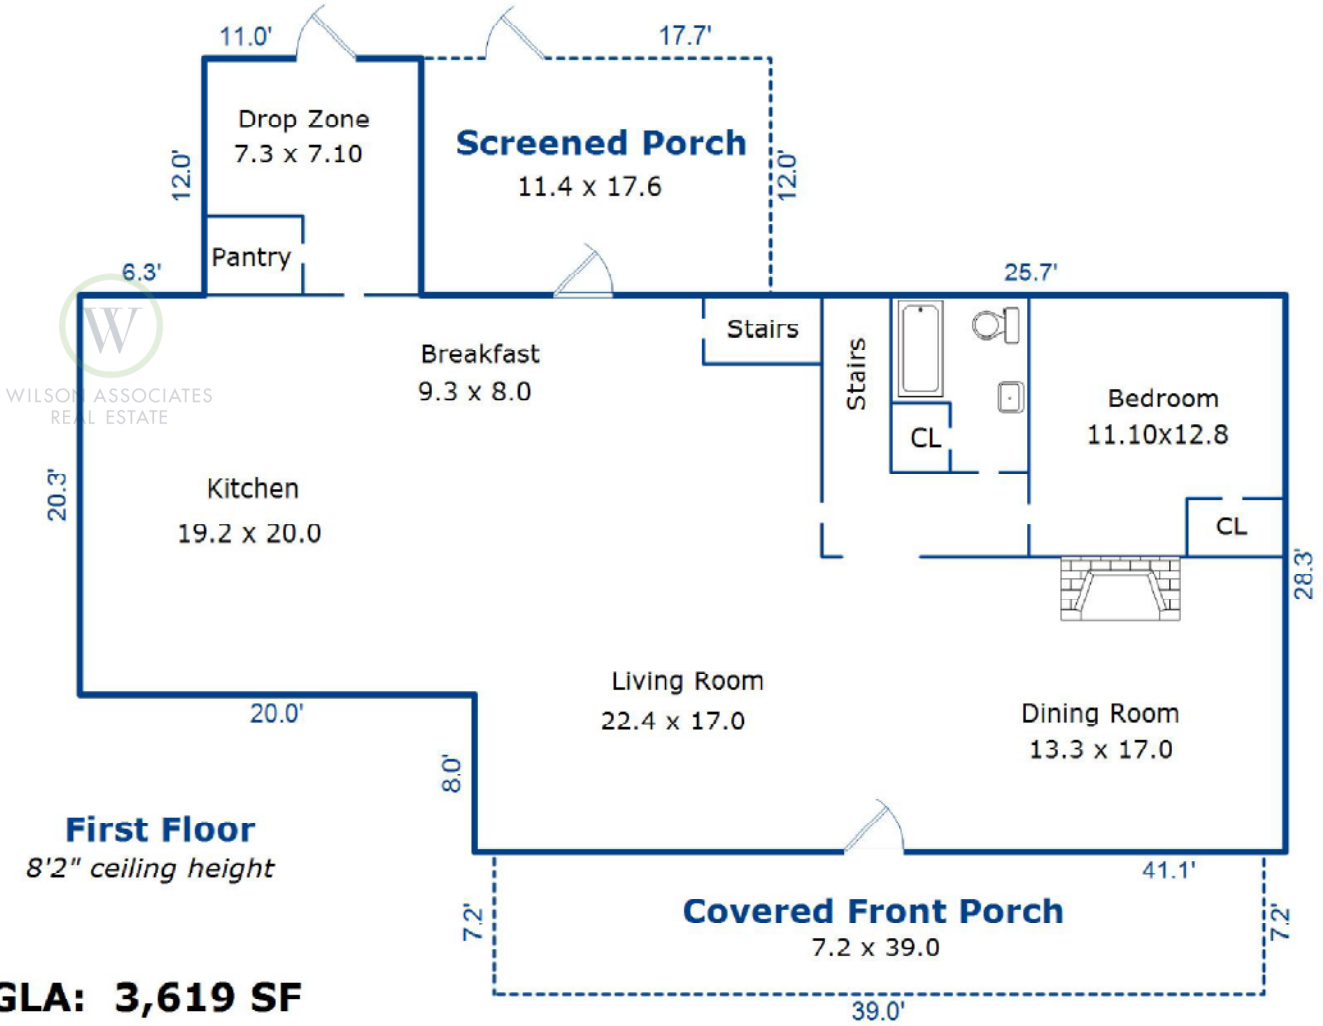 11.0'
17.7'
Drop Zone
7.3 x 7.10
Screened Porch
11.4 x 17.6
12.0'
12.0'
Pantry
6.3'
25.7'
W
WILSON ASSOCIATES
REAL ESTATE
Breakfast
9.3 x 8.0
Stairs
Stairs
CL
Bedroom
11.10x12.8
CL
20.3'
Kitchen
19.2 x 20.0
28.3'
Living Room
22.4 x 17.0
Dining Room
13.3 x 17.0
20.0'
8.0'
First Floor
8'2" ceiling height
41.1'
7.2'
Covered Front Porch
7.2 x 39.0
7.2'
39.0'
GLA: 3,619 SF